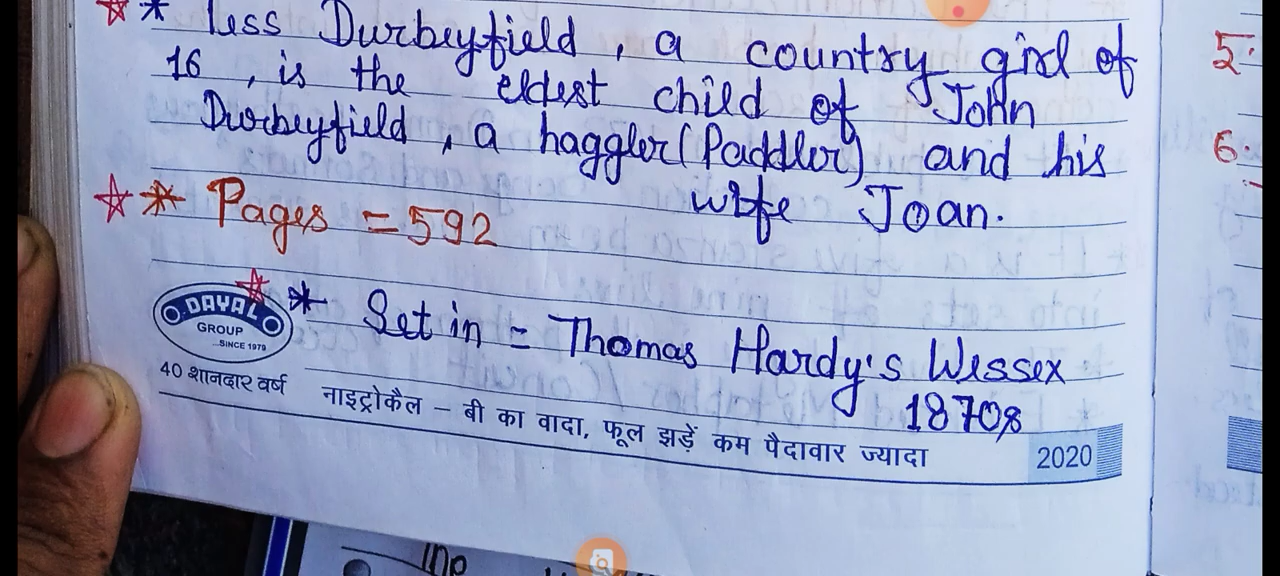 * Tess Durbeyfield, a country girl of
16, is the eldest child of John
Durbeyfield, a haggler (Paddler) and his
wife Joan.
* Pages = 592
DAYAL
GROUP
...SINCE 1979
* Set in = Thomas Hardy's Wessex
1870s
40 शानदार वर्ष
नाइट्रोकैल – बी का वादा, फूल झड़ें कम पैदावार ज्यादा
2020
5.
6.